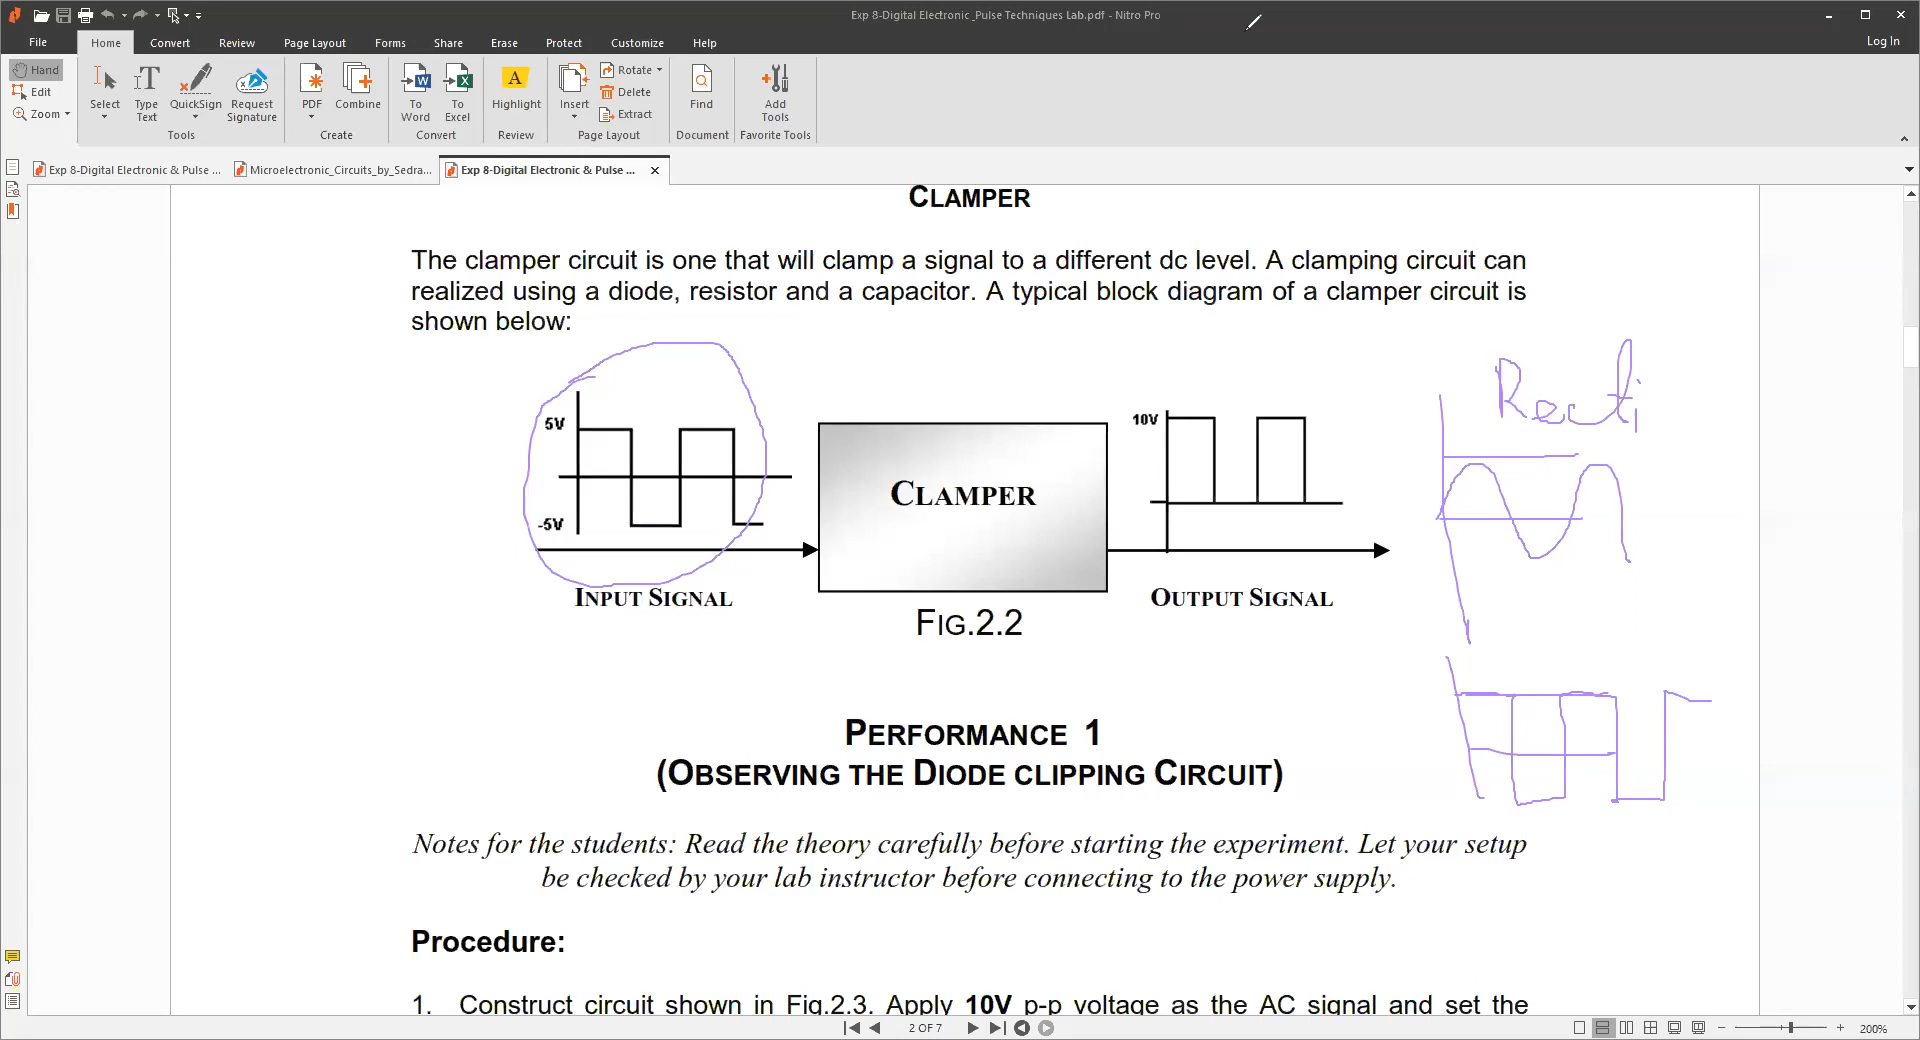 Exp 8-Digital Electronic _Pulse Techniques Lab.pdf - Nitro Pro
File Home Convert Review Page Layout Forms Share Erase Protect Customize Help Log In
Hand
Edit
Zoom
Select
Type Text
QuickSign
Request Signature
Tools
PDF
Combine
Create
To Word
To Excel
Convert
Highlight
Review
Insert
Rotate
Delete
Extract
Page Layout
Find
Document
Add Tools
Favorite Tools
Exp 8-Digital Electronic & Pulse ... Microelectronic_Circuits_by_Sedra... Exp 8-Digital Electronic & Pulse ...
CLAMPER
The clamper circuit is one that will clamp a signal to a different dc level. A clamping circuit can
realized using a diode, resistor and a capacitor. A typical block diagram of a clamper circuit is
shown below:
5V
-5V
INPUT SIGNAL
CLAMPER
10V
OUTPUT SIGNAL
Recti
FIG.2.2
PERFORMANCE 1
(OBSERVING THE DIODE CLIPPING CIRCUIT)
Notes for the students: Read the theory carefully before starting the experiment. Let your setup
be checked by your lab instructor before connecting to the power supply.
Procedure:
1. Construct circuit shown in Fig.2.3. Apply 10V p-p voltage as the AC signal and set the
2 OF 7
200%